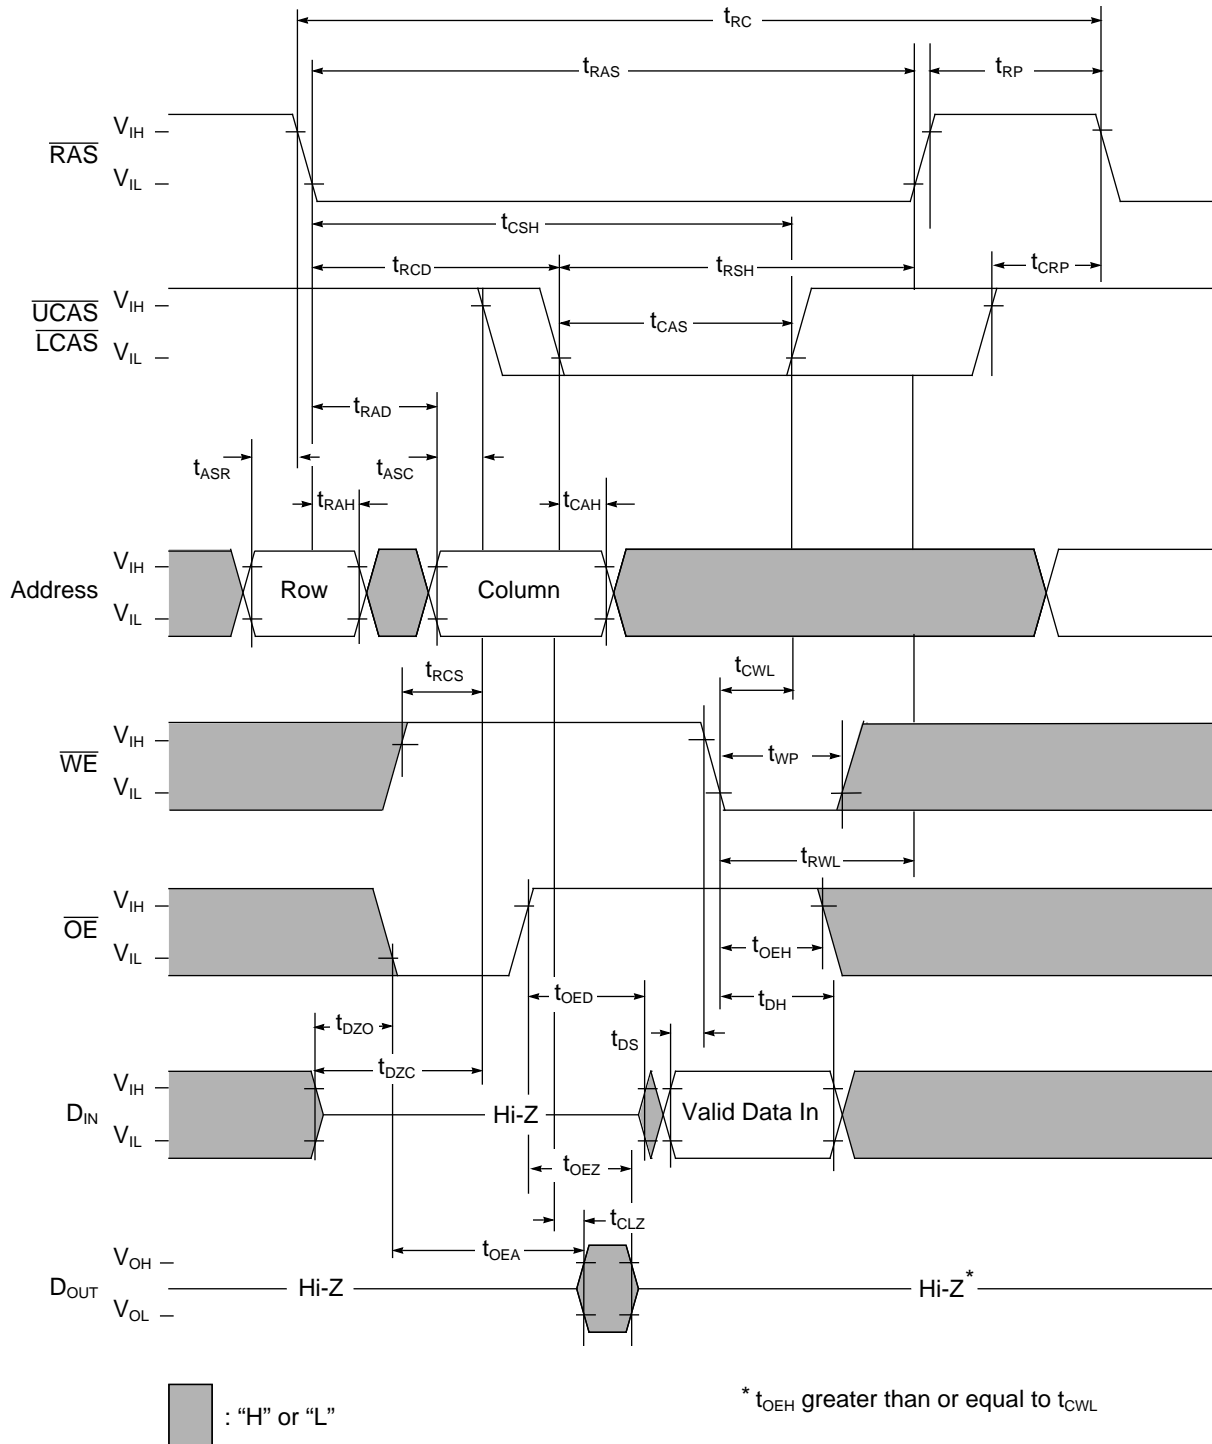 tRC
tRAS
tRP
VIH
RAS
VIL
tCSH
tRCD
tRSH
tCRP
VIH
UCAS
LCAS
VIL
tCAS
tRAD
tASR
tASC
tRAH
tCAH
VIH
Address
Row
Column
VIL
tRCS
tCWL
VIH
WE
VIL
tWP
tRWL
VIH
OE
VIL
tOEH
tOED
tDH
tDZO
tDS
tDZC
VIH
DIN
Hi-Z
Valid Data In
VIL
tOEZ
tCLZ
tOEA
VOH
DOUT
Hi-Z
Hi-Z*
VOL
: “H” or “L”
* tOEH greater than or equal to tCWL